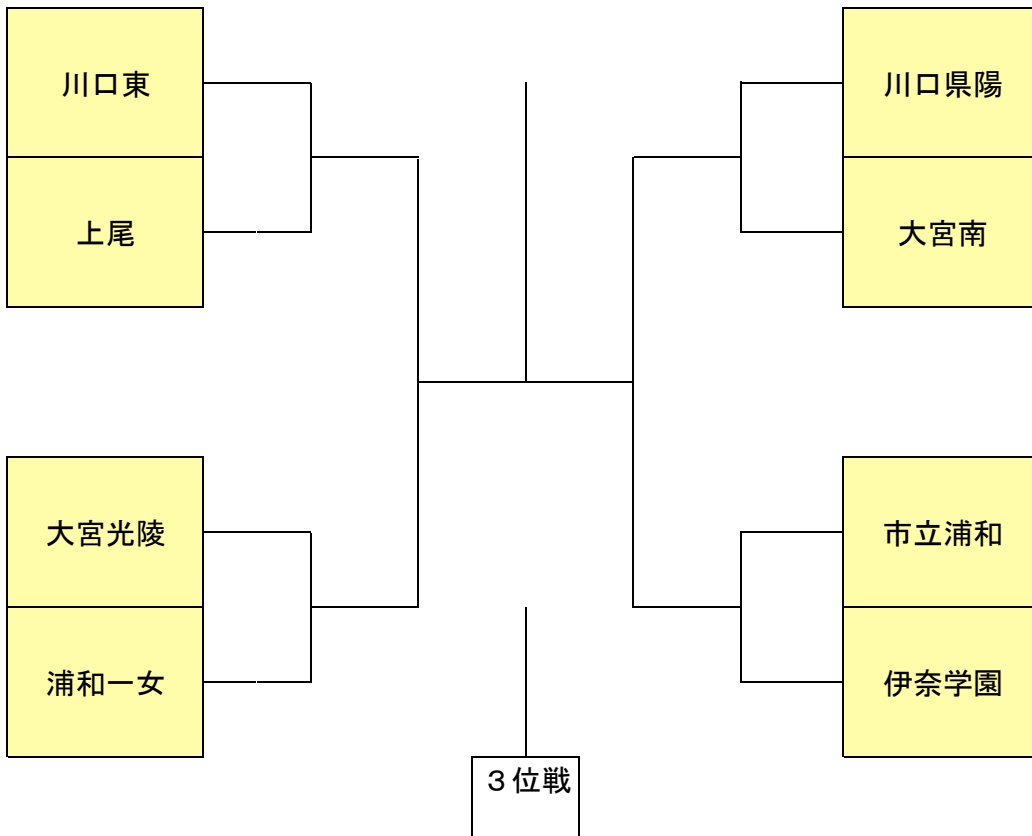 川口東
上尾
大宮光陵
浦和一女
川口県陽
大宮南
市立浦和
伊奈学園
３位戦